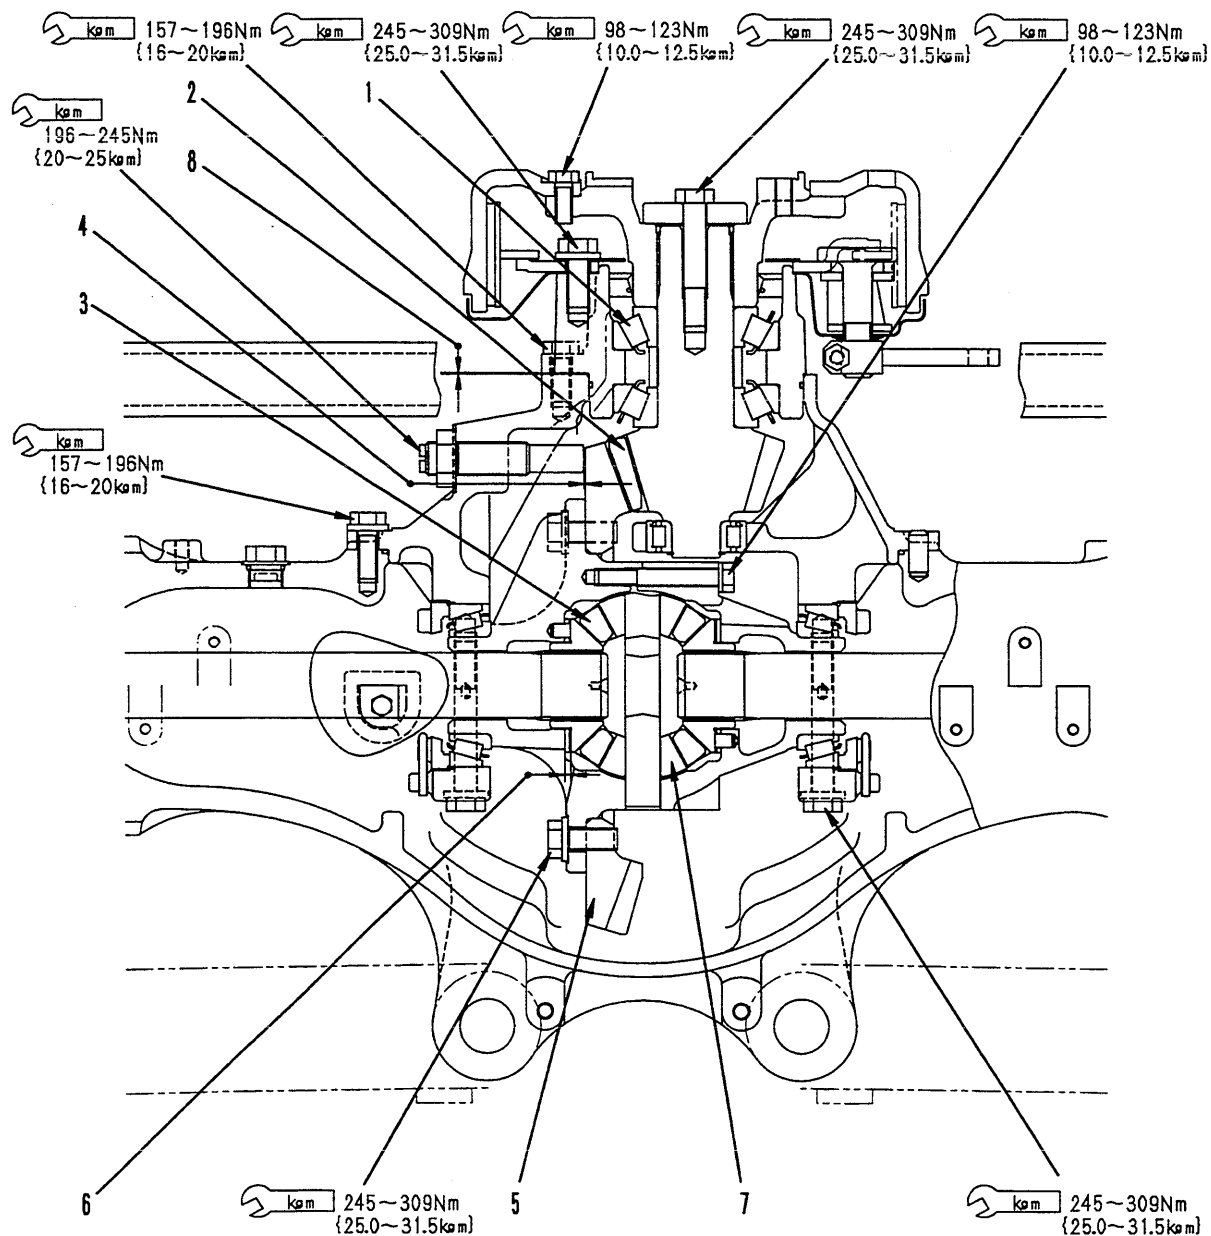 kgm 157~196Nm
{16~20kgm}
kgm 245~309Nm
{25.0~31.5kgm}
kgm 98~123Nm
{10.0~12.5kgm}
kgm 245~309Nm
{25.0~31.5kgm}
kgm 98~123Nm
{10.0~12.5kgm}
2
1
kgm
196~245Nm
{20~25kgm}
8
4
3
kgm
157~196Nm
{16~20kgm}
6
kgm 245~309Nm
{25.0~31.5kgm}
5
7
kgm 245~309Nm
{25.0~31.5kgm}